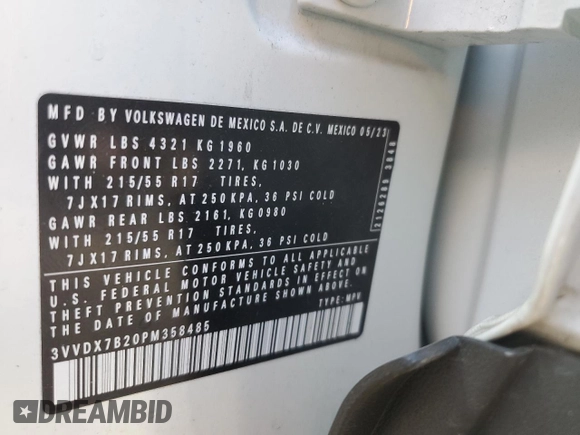 MFD BY VOLKSWAGEN DE MEXICO S.A. DE C.V. MEXICO 05/23
GVWR LBS 4321 KG 1960
GAWR FRONT LBS 2271, KG 1030
WITH 215/55 R17 TIRES,
7JX17 RIMS, AT 250 KPA, 36 PSI COLD
GAWR REAR LBS 2161, KG 0980
WITH 215/55 R17 TIRES,
7JX17 RIMS, AT 250 KPA, 36 PSI COLD
THIS VEHICLE CONFORMS TO ALL APPLICABLE
U.S. FEDERAL MOTOR VEHICLE SAFETY AND
THEFT PREVENTION STANDARDS IN EFFECT ON
THE DATE OF MANUFACTURE SHOWN ABOVE.
TYPE: MPV
3VVDX7B20PM358485
DREAMBID